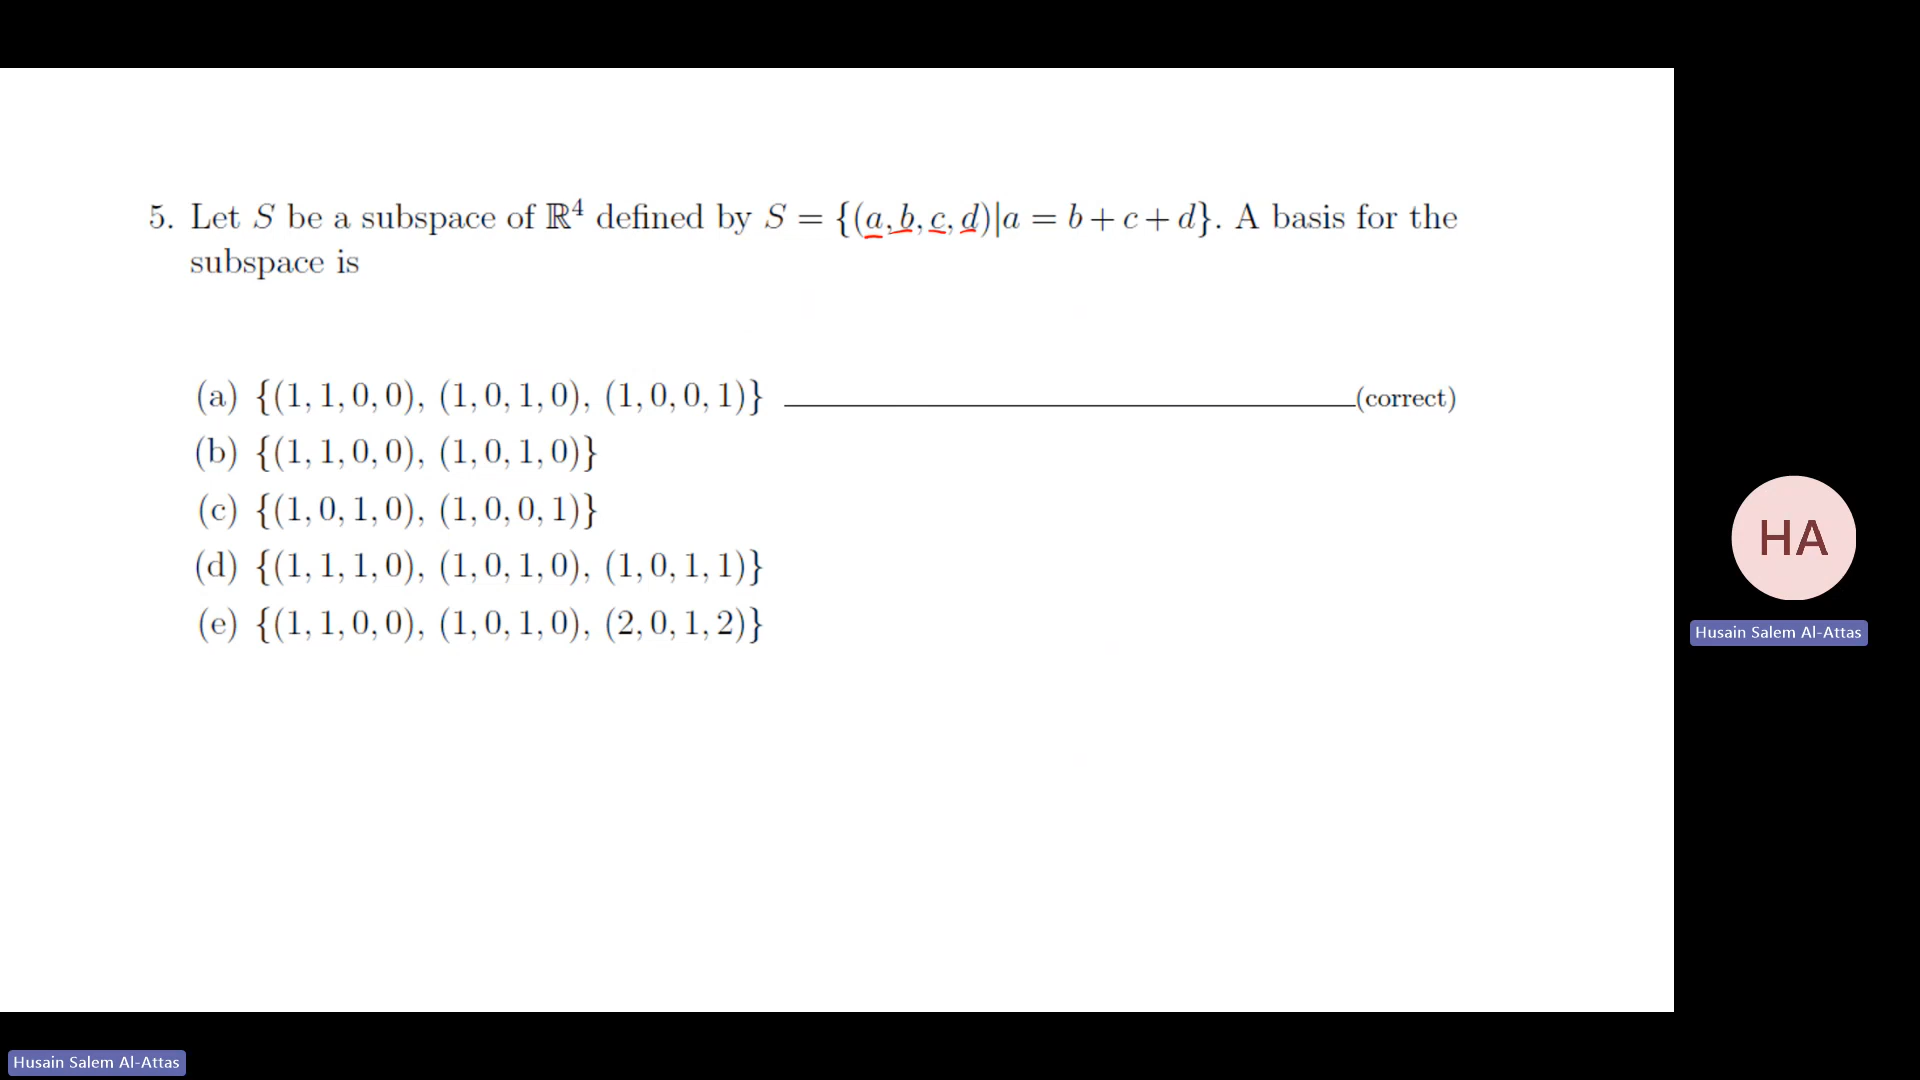 5. Let S be a subspace of ℝ⁴ defined by S = {(a, b, c, d)|a = b + c + d}. A basis for the
subspace is
(a) {(1, 1, 0, 0), (1, 0, 1, 0), (1, 0, 0, 1)} (correct)
(b) {(1, 1, 0, 0), (1, 0, 1, 0)}
(c) {(1, 0, 1, 0), (1, 0, 0, 1)}
(d) {(1, 1, 1, 0), (1, 0, 1, 0), (1, 0, 1, 1)}
(e) {(1, 1, 0, 0), (1, 0, 1, 0), (2, 0, 1, 2)}
HA
Husain Salem Al-Attas
Husain Salem Al-Attas